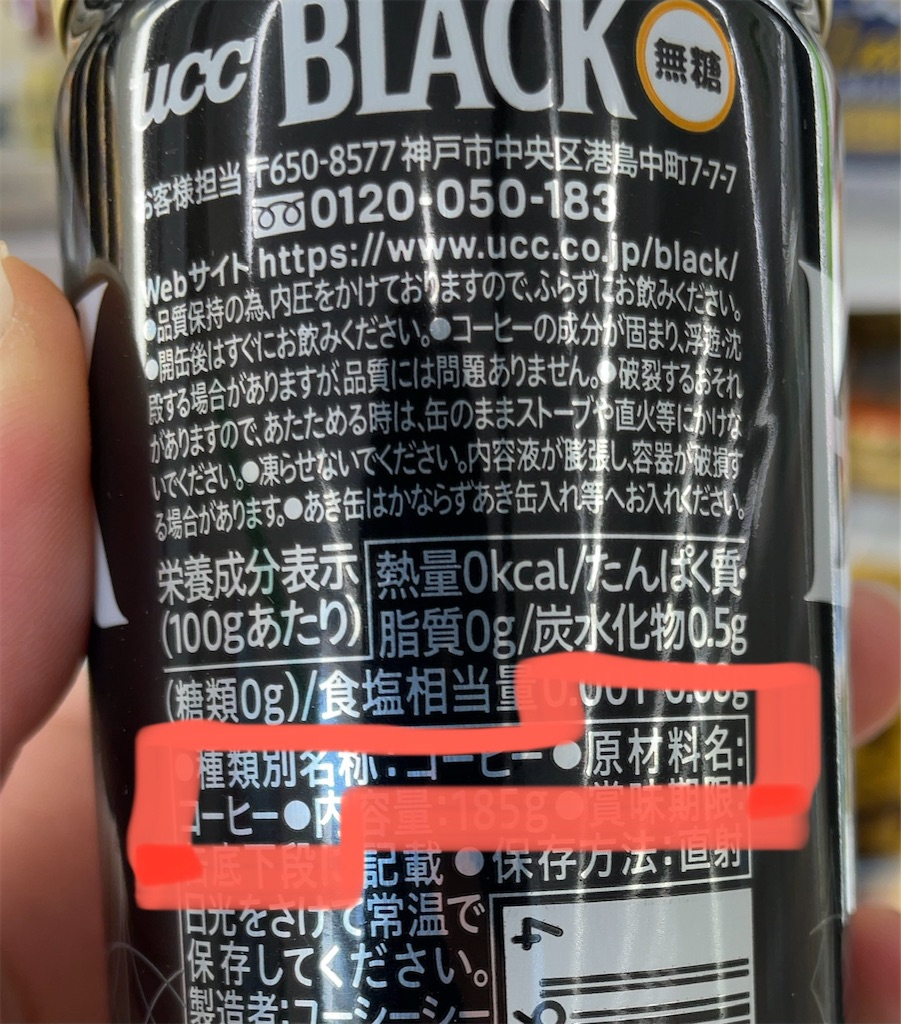 ucc BLACK 無糖
お客様担当 〒650-8577 神戸市中央区港島中町7-7-7
0120-050-183
Webサイト https://www.ucc.co.jp/black/
●品質保持の為、内圧をかけておりますので、ふらずにお飲みください。
●開缶後はすぐにお飲みください。●コーヒーの成分が固まり、浮遊・沈
殿する場合がありますが、品質には問題ありません。●破裂するおそれ
がありますので、あたためる時は、缶のままストーブや直火等にかけな
いでください。●凍らせないでください。内容液が膨張し、容器が破損す
る場合があります。●あき缶はかならずあき缶入れ等へお入れください。
栄養成分表示 熱量0kcal/たんぱく質・
(100gあたり) 脂質0g/炭水化物0.5g
(糖類0g)/食塩相当量
●種類別名称:コーヒー ●原材料名:
コーヒー ●内容量:185g ●賞味期限:
缶底下段に記載 ●保存方法:直射
日光をさけて常温で
保存してください。
製造者:ユーシーシー
4
9